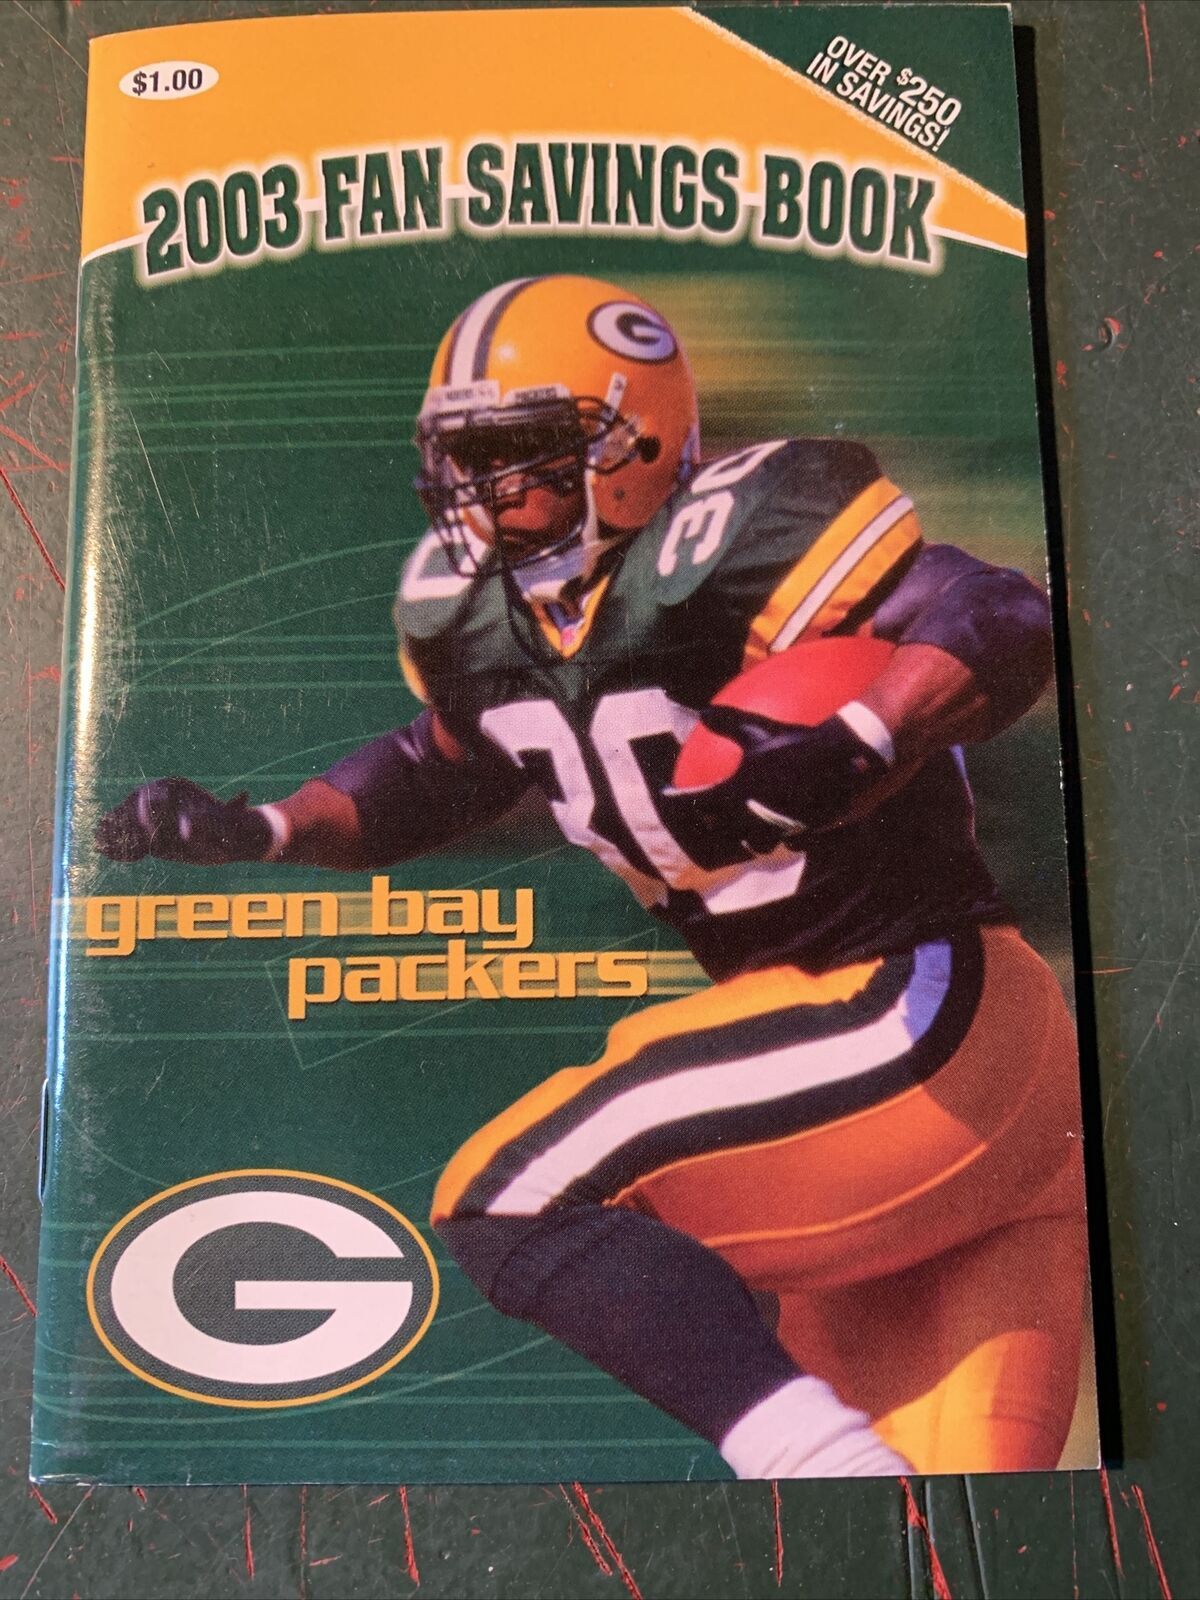 $1.00
OVER $250
IN SAVINGS!
2003 FAN SAVINGS BOOK
G
30
30
green bay
packers
G